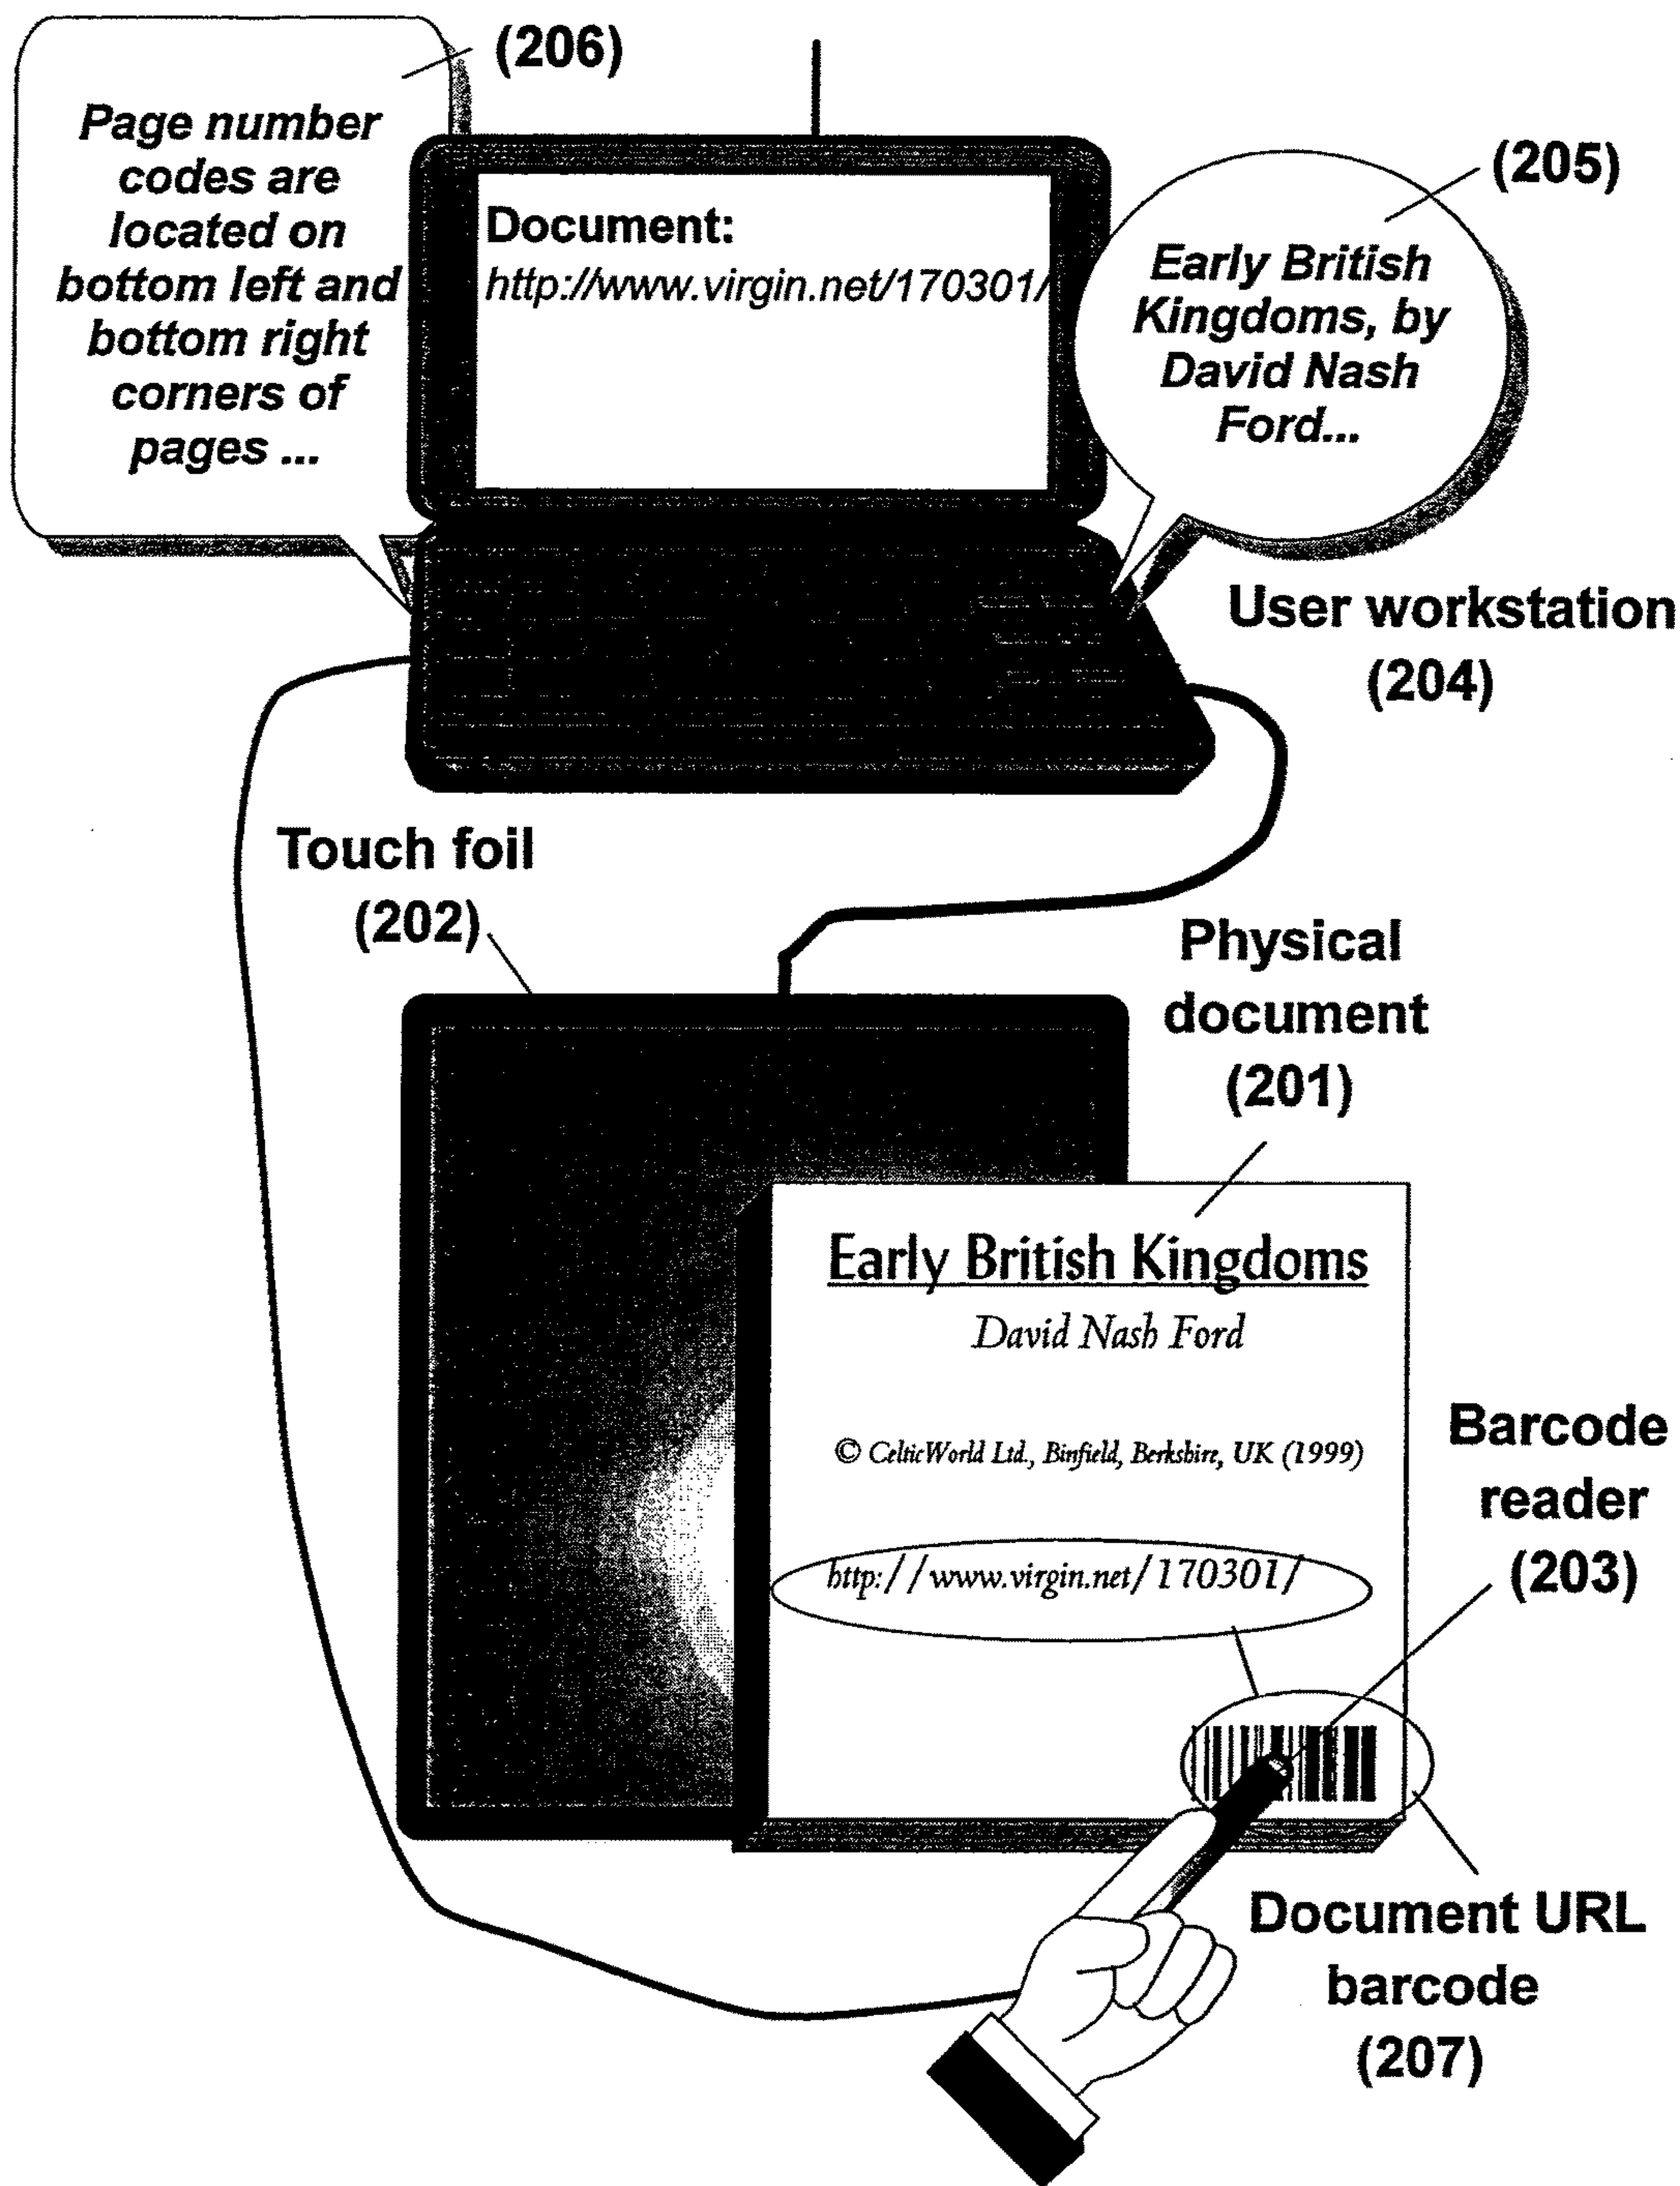 (206)
Page number
codes are
located on
bottom left and
bottom right
corners of
pages ...
Document:
http://www.virgin.net/170301/
(205)
Early British
Kingdoms, by
David Nash
Ford...
User workstation
(204)
Touch foil
(202)
Physical
document
(201)
Early British Kingdoms
David Nash Ford
© CelticWorld Ltd., Binfield, Berkshire, UK (1999)
http://www.virgin.net/170301/
Barcode
reader
(203)
Document URL
barcode
(207)